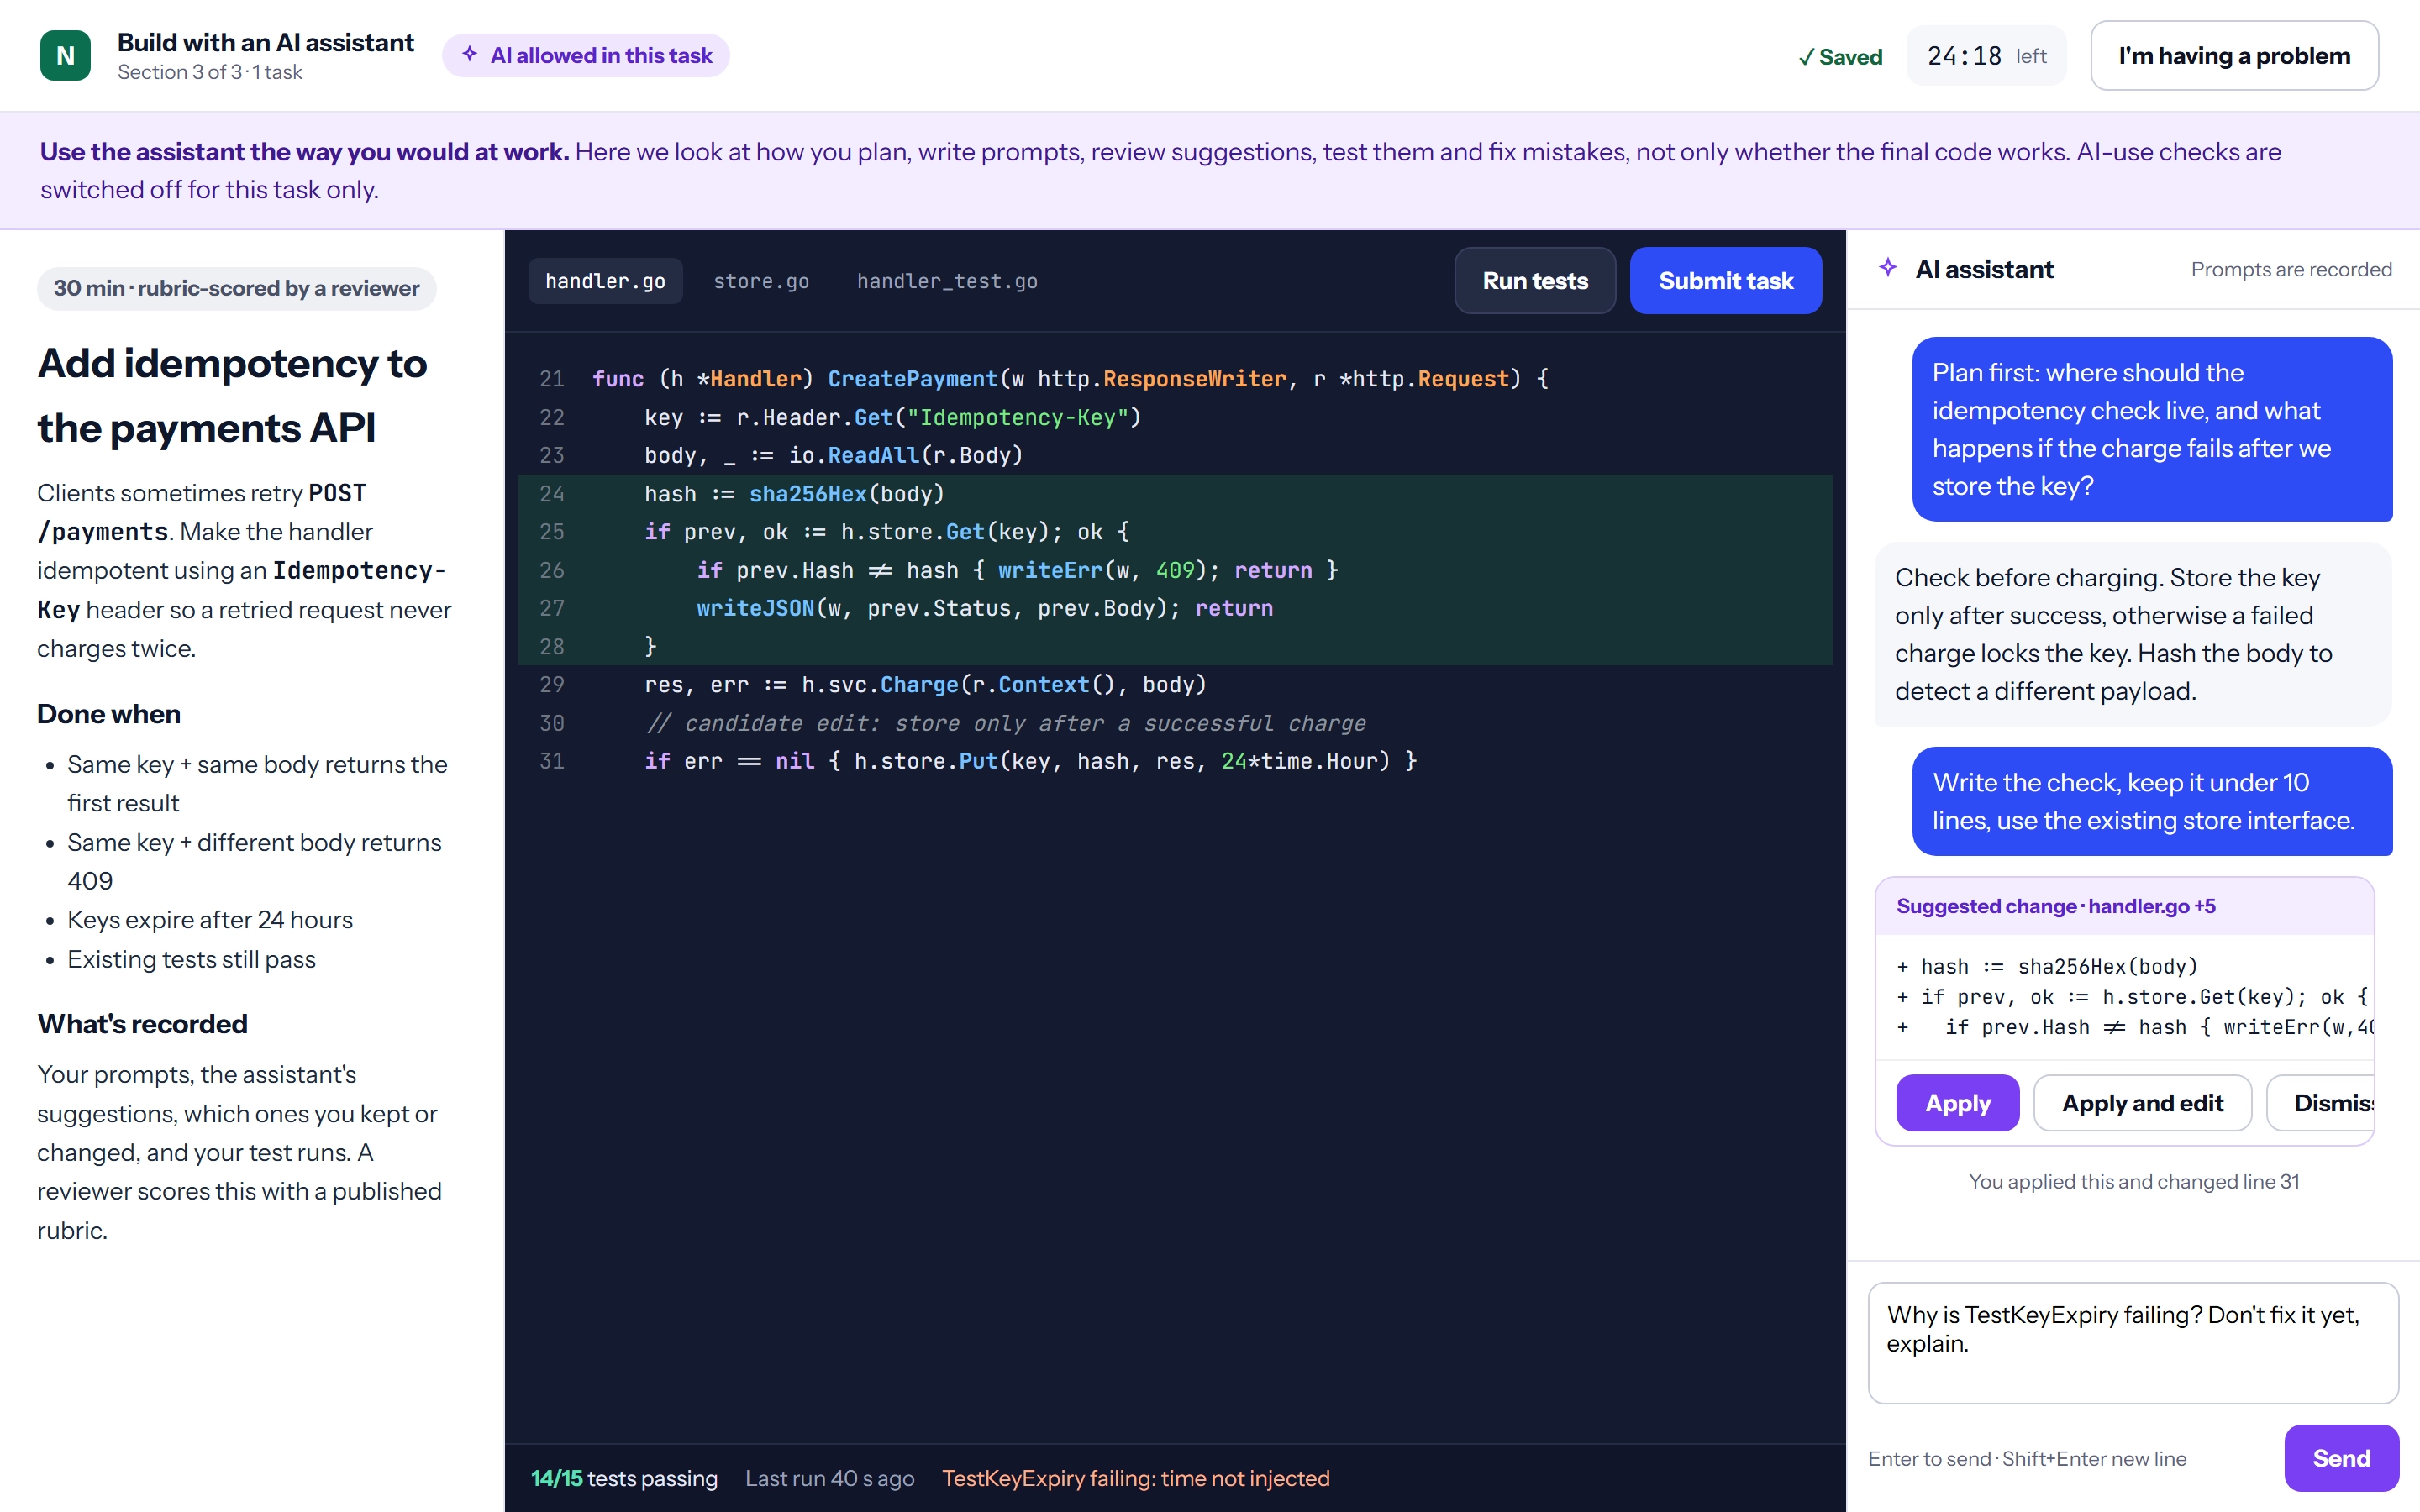 N
Build with an AI assistant
Section 3 of 3 · 1 task
AI allowed in this task
✓ Saved
24:18 left
I'm having a problem
Use the assistant the way you would at work. Here we look at how you plan, write prompts, review suggestions, test them and fix mistakes, not only whether the final code works. AI-use checks are
switched off for this task only.
30 min · rubric-scored by a reviewer
Add idempotency to
the payments API
Clients sometimes retry POST
/payments. Make the handler
idempotent using an Idempotency-
Key header so a retried request never
charges twice.
Done when
• Same key + same body returns the
first result
• Same key + different body returns
409
• Keys expire after 24 hours
• Existing tests still pass
What's recorded
Your prompts, the assistant's
suggestions, which ones you kept or
changed, and your test runs. A
reviewer scores this with a published
rubric.
handler.go
store.go
handler_test.go
Run tests
Submit task
21 func (h *Handler) CreatePayment(w http.ResponseWriter, r *http.Request) {
22 key := r.Header.Get("Idempotency-Key")
23 body, _ := io.ReadAll(r.Body)
24 hash := sha256Hex(body)
25 if prev, ok := h.store.Get(key); ok {
26 if prev.Hash != hash { writeErr(w, 409); return }
27 writeJSON(w, prev.Status, prev.Body); return
28 }
29 res, err := h.svc.Charge(r.Context(), body)
30 // candidate edit: store only after a successful charge
31 if err == nil { h.store.Put(key, hash, res, 24*time.Hour) }
14/15 tests passing
Last run 40 s ago
TestKeyExpiry failing: time not injected
AI assistant
Prompts are recorded
Plan first: where should the
idempotency check live, and what
happens if the charge fails after we
store the key?
Check before charging. Store the key
only after success, otherwise a failed
charge locks the key. Hash the body to
detect a different payload.
Write the check, keep it under 10
lines, use the existing store interface.
Suggested change · handler.go +5
+ hash := sha256Hex(body)
+ if prev, ok := h.store.Get(key); ok {
+ if prev.Hash != hash { writeErr(w,40
Apply
Apply and edit
Dismiss
You applied this and changed line 31
Why is TestKeyExpiry failing? Don't fix it yet,
explain.
Enter to send · Shift+Enter new line
Send